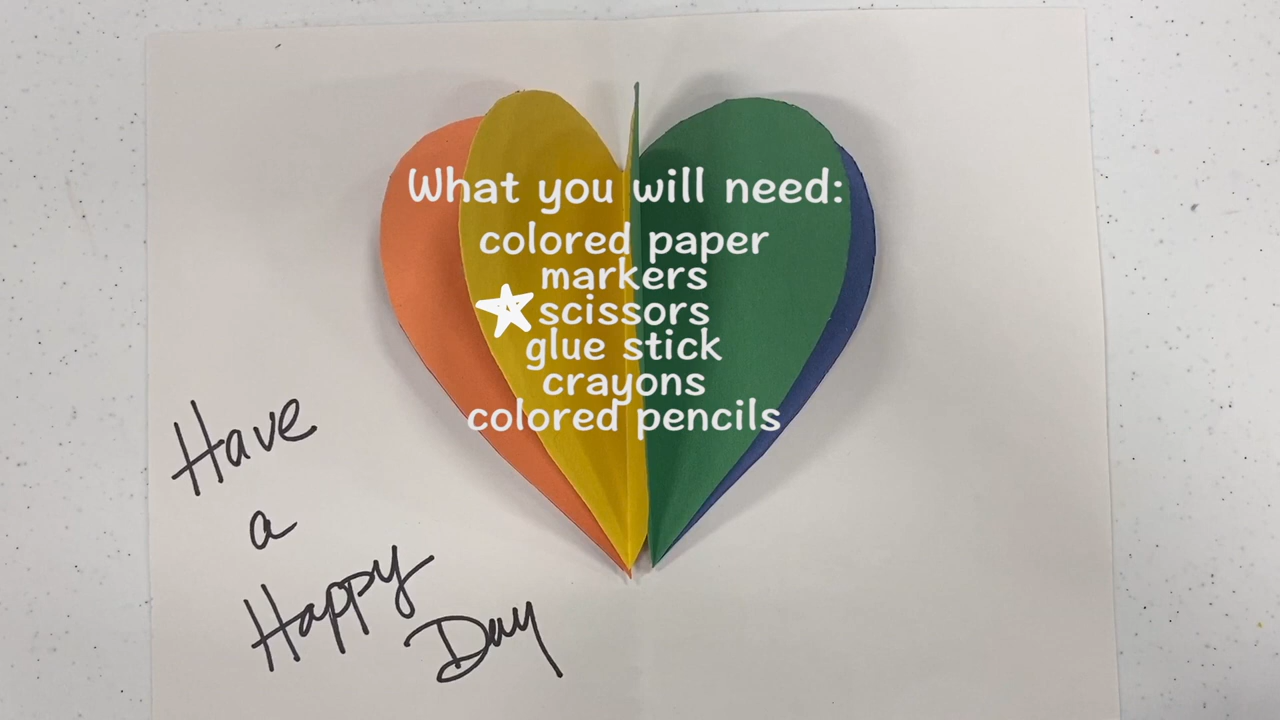 What you will need:
colored paper
markers
scissors
glue stick
crayons
colored pencils
Have
a
Happy
Day